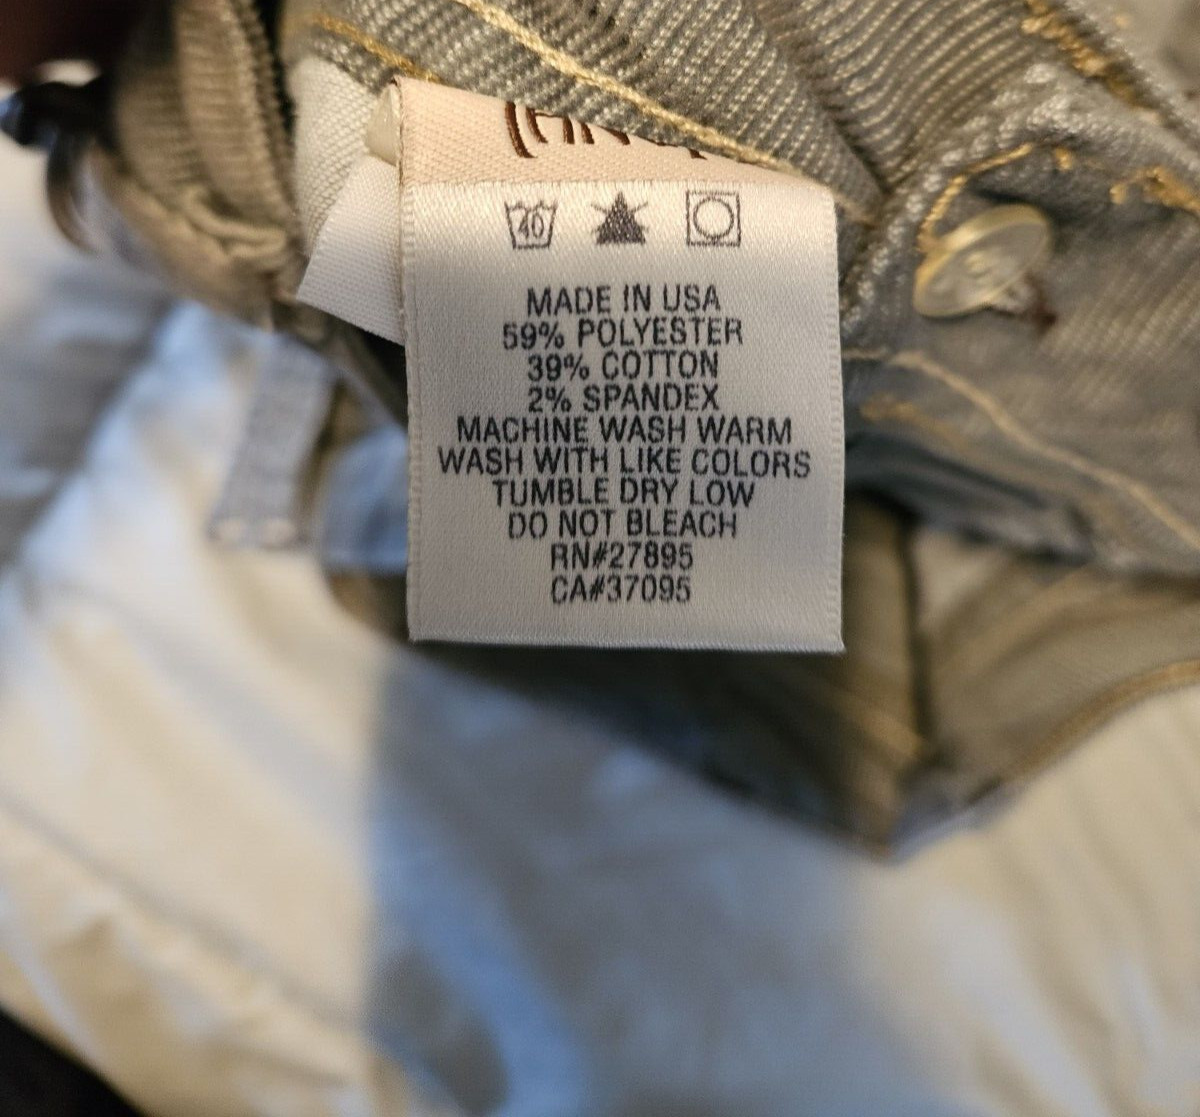 40
MADE IN USA
59% POLYESTER
39% COTTON
2% SPANDEX
MACHINE WASH WARM
WASH WITH LIKE COLORS
TUMBLE DRY LOW
DO NOT BLEACH
RN#27895
CA#37095